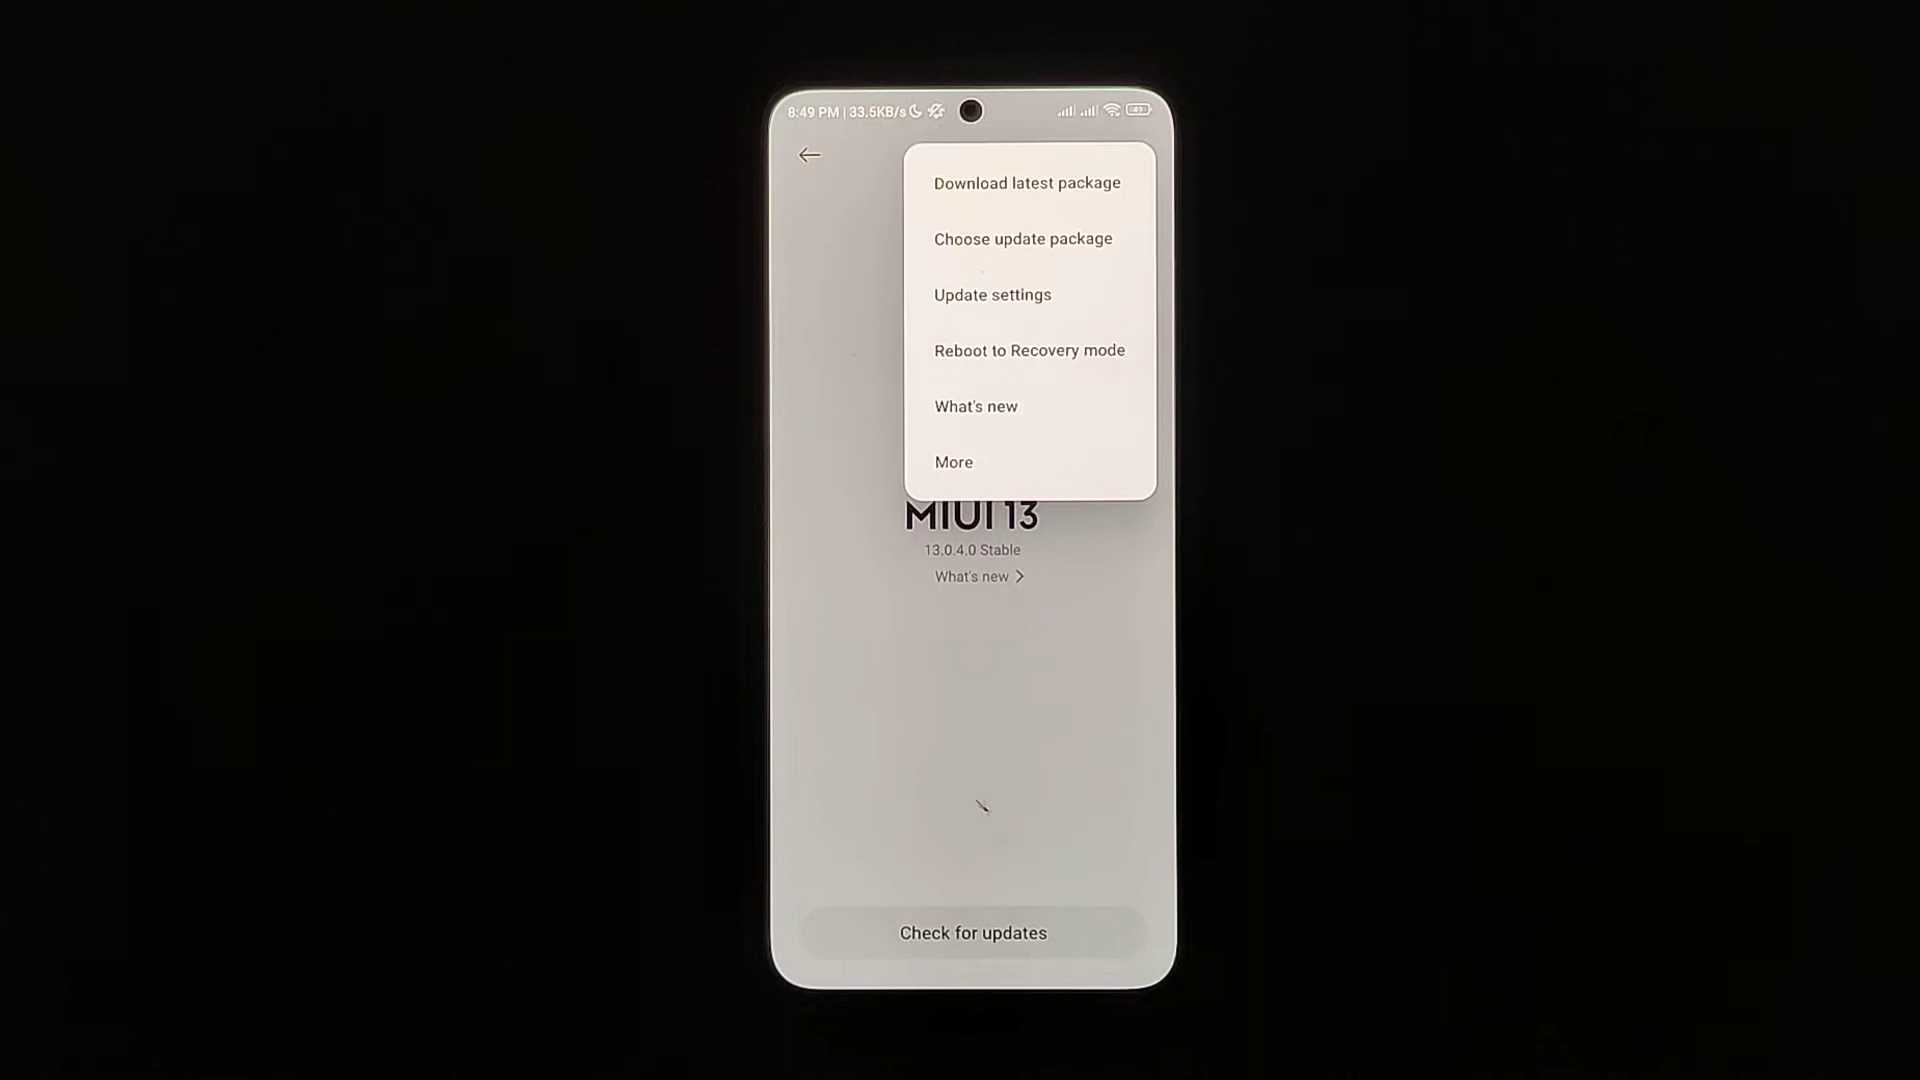 8:49 PM | 33.5KB/s
49
Download latest package
Choose update package
Update settings
Reboot to Recovery mode
What's new
More
MIUI 13
13.0.4.0 Stable
What's new
Check for updates